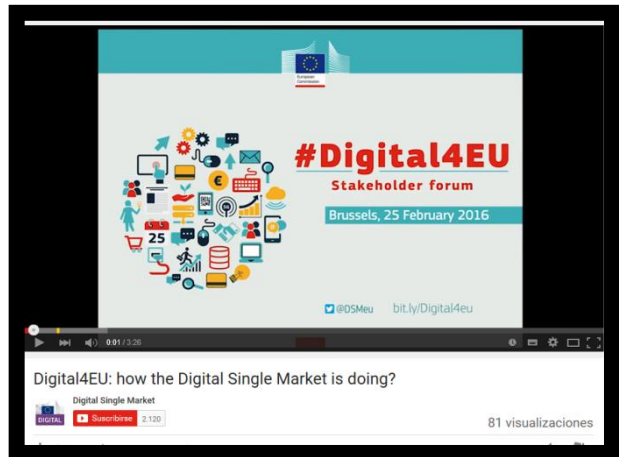 European
Commission
#Digital4EU
Stakeholder forum
Brussels, 25 February 2016
25
€
@DSMeu bit.ly/Digital4eu
0:01 / 3:26
Digital4EU: how the Digital Single Market is doing?
Digital Single Market
DIGITAL
Suscribirse 2.120
81 visualizaciones